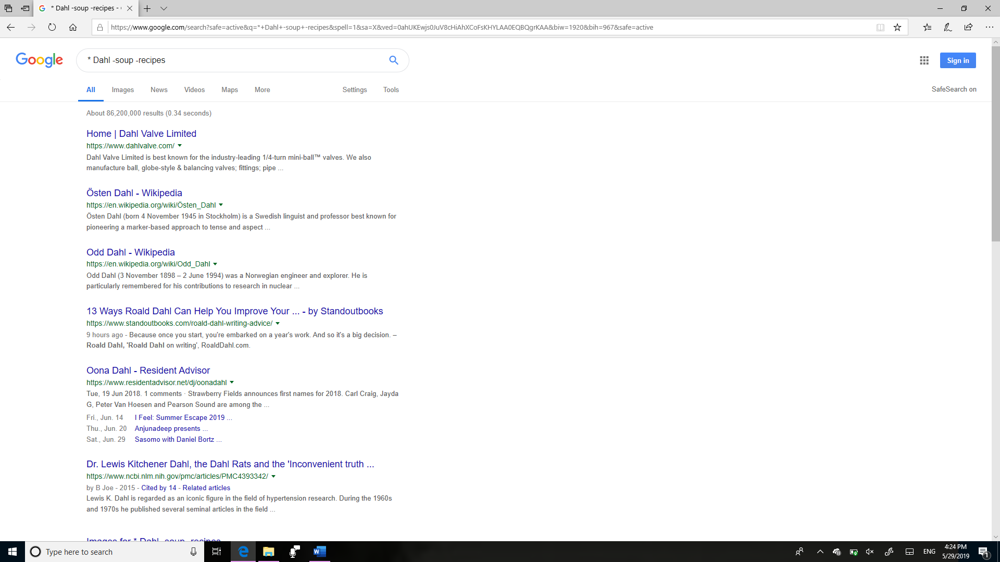 * Dahl -soup -recipes - (
https://www.google.com/search?safe=active&q=*+Dahl+-soup+-recipes&spell=1&sa=X&ved=0ahUKEwjs0JuV8cHiAhXCoFsKHYLAA0EQBQgrKAA&biw=1920&bih=967&safe=active
Google
* Dahl -soup -recipes
Sign in
All Images News Videos Maps More Settings Tools
SafeSearch on
About 86,200,000 results (0.34 seconds)
Home | Dahl Valve Limited
https://www.dahlvalve.com/
Dahl Valve Limited is best known for the industry-leading 1/4-turn mini-ball™ valves. We also
manufacture ball, globe-style & balancing valves; fittings; pipe ...
Östen Dahl - Wikipedia
https://en.wikipedia.org/wiki/Östen_Dahl
Östen Dahl (born 4 November 1945 in Stockholm) is a Swedish linguist and professor best known for
pioneering a marker-based approach to tense and aspect ...
Odd Dahl - Wikipedia
https://en.wikipedia.org/wiki/Odd_Dahl
Odd Dahl (3 November 1898 – 2 June 1994) was a Norwegian engineer and explorer. He is
particularly remembered for his contributions to research in nuclear ...
13 Ways Roald Dahl Can Help You Improve Your ... - by Standoutbooks
https://www.standoutbooks.com/roald-dahl-writing-advice/
9 hours ago - Because once you start, you're embarked on a year's work. And so it's a big decision. –
Roald Dahl, 'Roald Dahl on writing', RoaldDahl.com.
Oona Dahl - Resident Advisor
https://www.residentadvisor.net/dj/oonadahl
Tue, 19 Jun 2018. 1 comments · Strawberry Fields announces first names for 2018. Carl Craig, Jayda
G, Peter Van Hoesen and Pearson Sound are among the ...
Fri., Jun. 14 I Feel: Summer Escape 2019 ...
Thu., Jun. 20 Anjunadeep presents ...
Sat., Jun. 29 Sasomo with Daniel Bortz ...
Dr. Lewis Kitchener Dahl, the Dahl Rats and the 'Inconvenient truth ...
https://www.ncbi.nlm.nih.gov/pmc/articles/PMC4393342/
by B Joe - 2015 - Cited by 14 - Related articles
Lewis K. Dahl is regarded as an iconic figure in the field of hypertension research. During the 1960s
and 1970s he published several seminal articles in the field ...
Images for * Dahl -soup -recipes
Type here to search
ENG
4:24 PM
5/29/2019
1